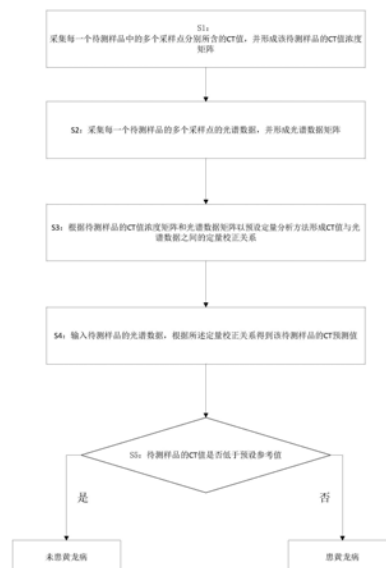 S1:
采集每一个待测样品中的多个采样点分别所含的CT值，并形成该待测样品的CT值浓度
矩阵
S2：采集每一个待测样品的多个采样点的光谱数据，并形成光谱数据矩阵
S3：根据待测样品的CT值浓度矩阵和光谱数据矩阵以预设定量分析方法形成CT值与光
谱数据之间的定量校正关系
S4：输入待测样品的光谱数据，根据所述定量校正关系得到该待测样品的CT预测值
S5：待测样品的CT值是否低于预设参考值
是
否
未患黄龙病
患黄龙病